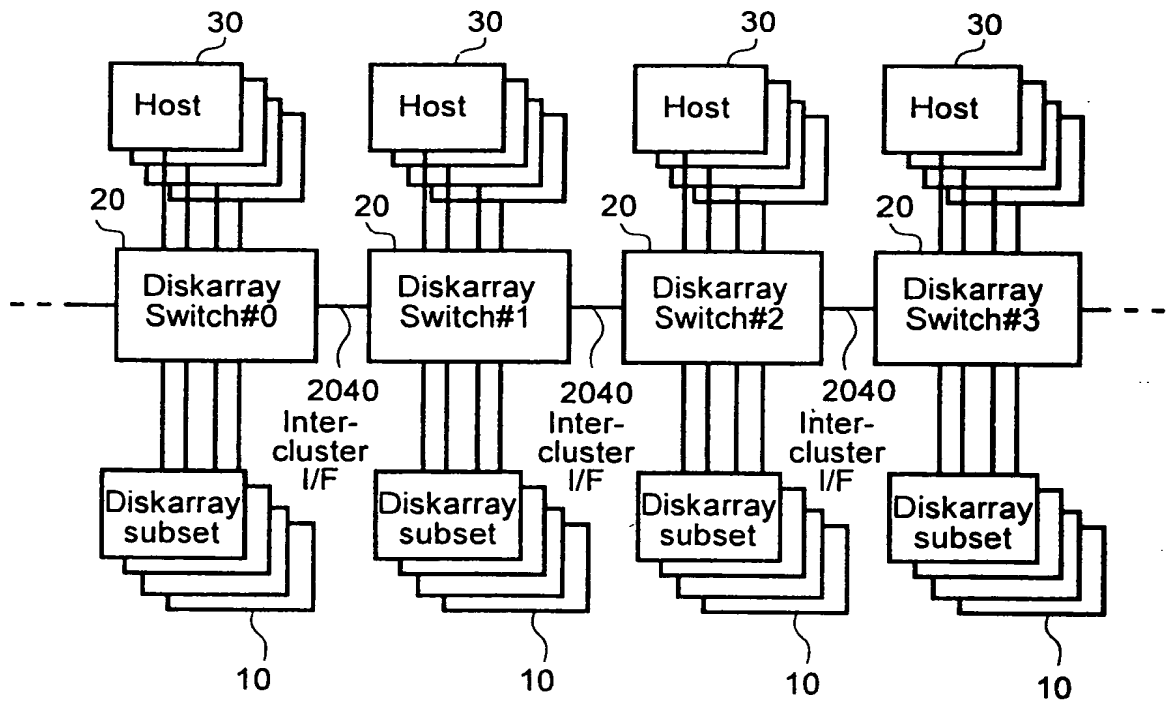 30 30 30 30
Host Host Host Host
20 20 20 20
Diskarray Diskarray Diskarray Diskarray
Switch#0 Switch#1 Switch#2 Switch#3
2040 2040 2040
Inter- Inter- Inter-
cluster cluster cluster
I/F I/F I/F
Diskarray Diskarray Diskarray Diskarray
subset subset subset subset
10 10 10 10